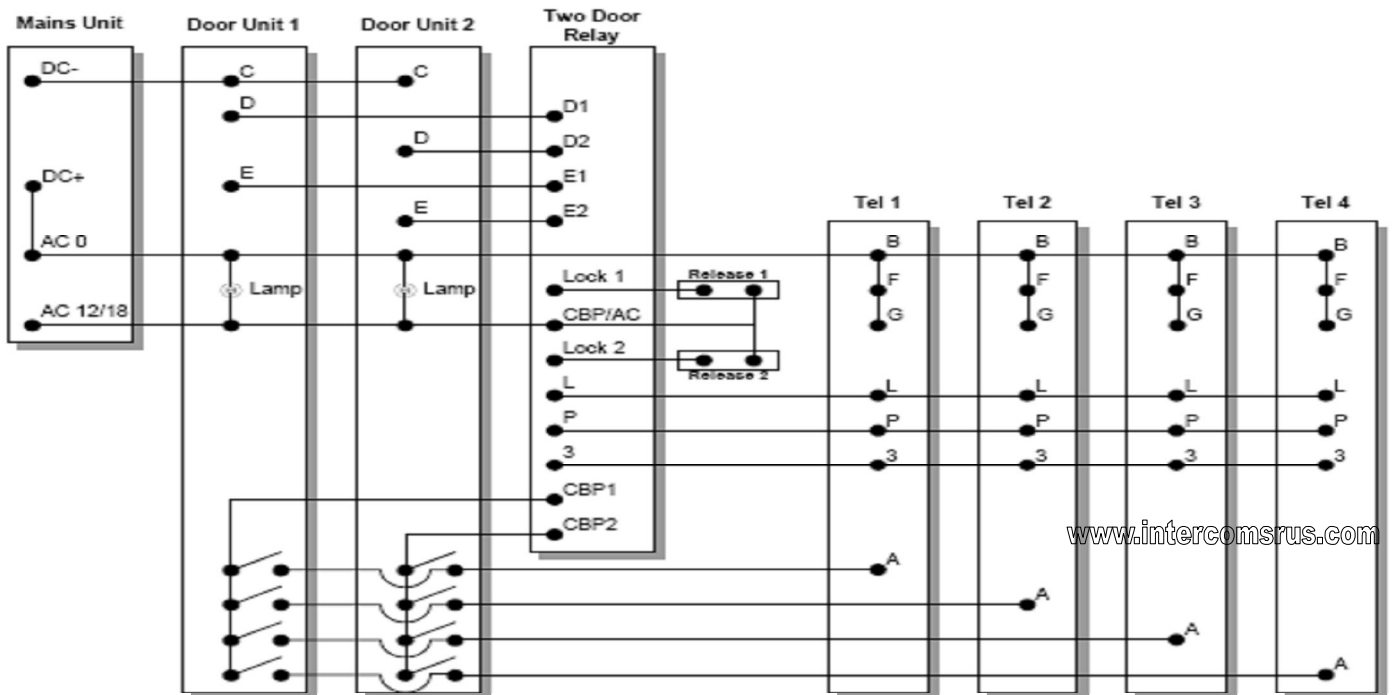 Mains Unit
Door Unit 1
Door Unit 2
Two Door
Relay
DC-
C
C
D
D1
D
D2
DC+
E
E1
E
E2
Tel 1
Tel 2
Tel 3
Tel 4
AC 0
B
B
B
B
Lamp
Lamp
Lock 1
Release 1
F
F
F
F
AC 12/18
CBP/AC
G
G
G
G
Lock 2
Release 2
L
L
L
L
L
P
P
P
P
P
3
3
3
3
3
CBP1
CBP2
www.intercomsrus.com
A
A
A
A